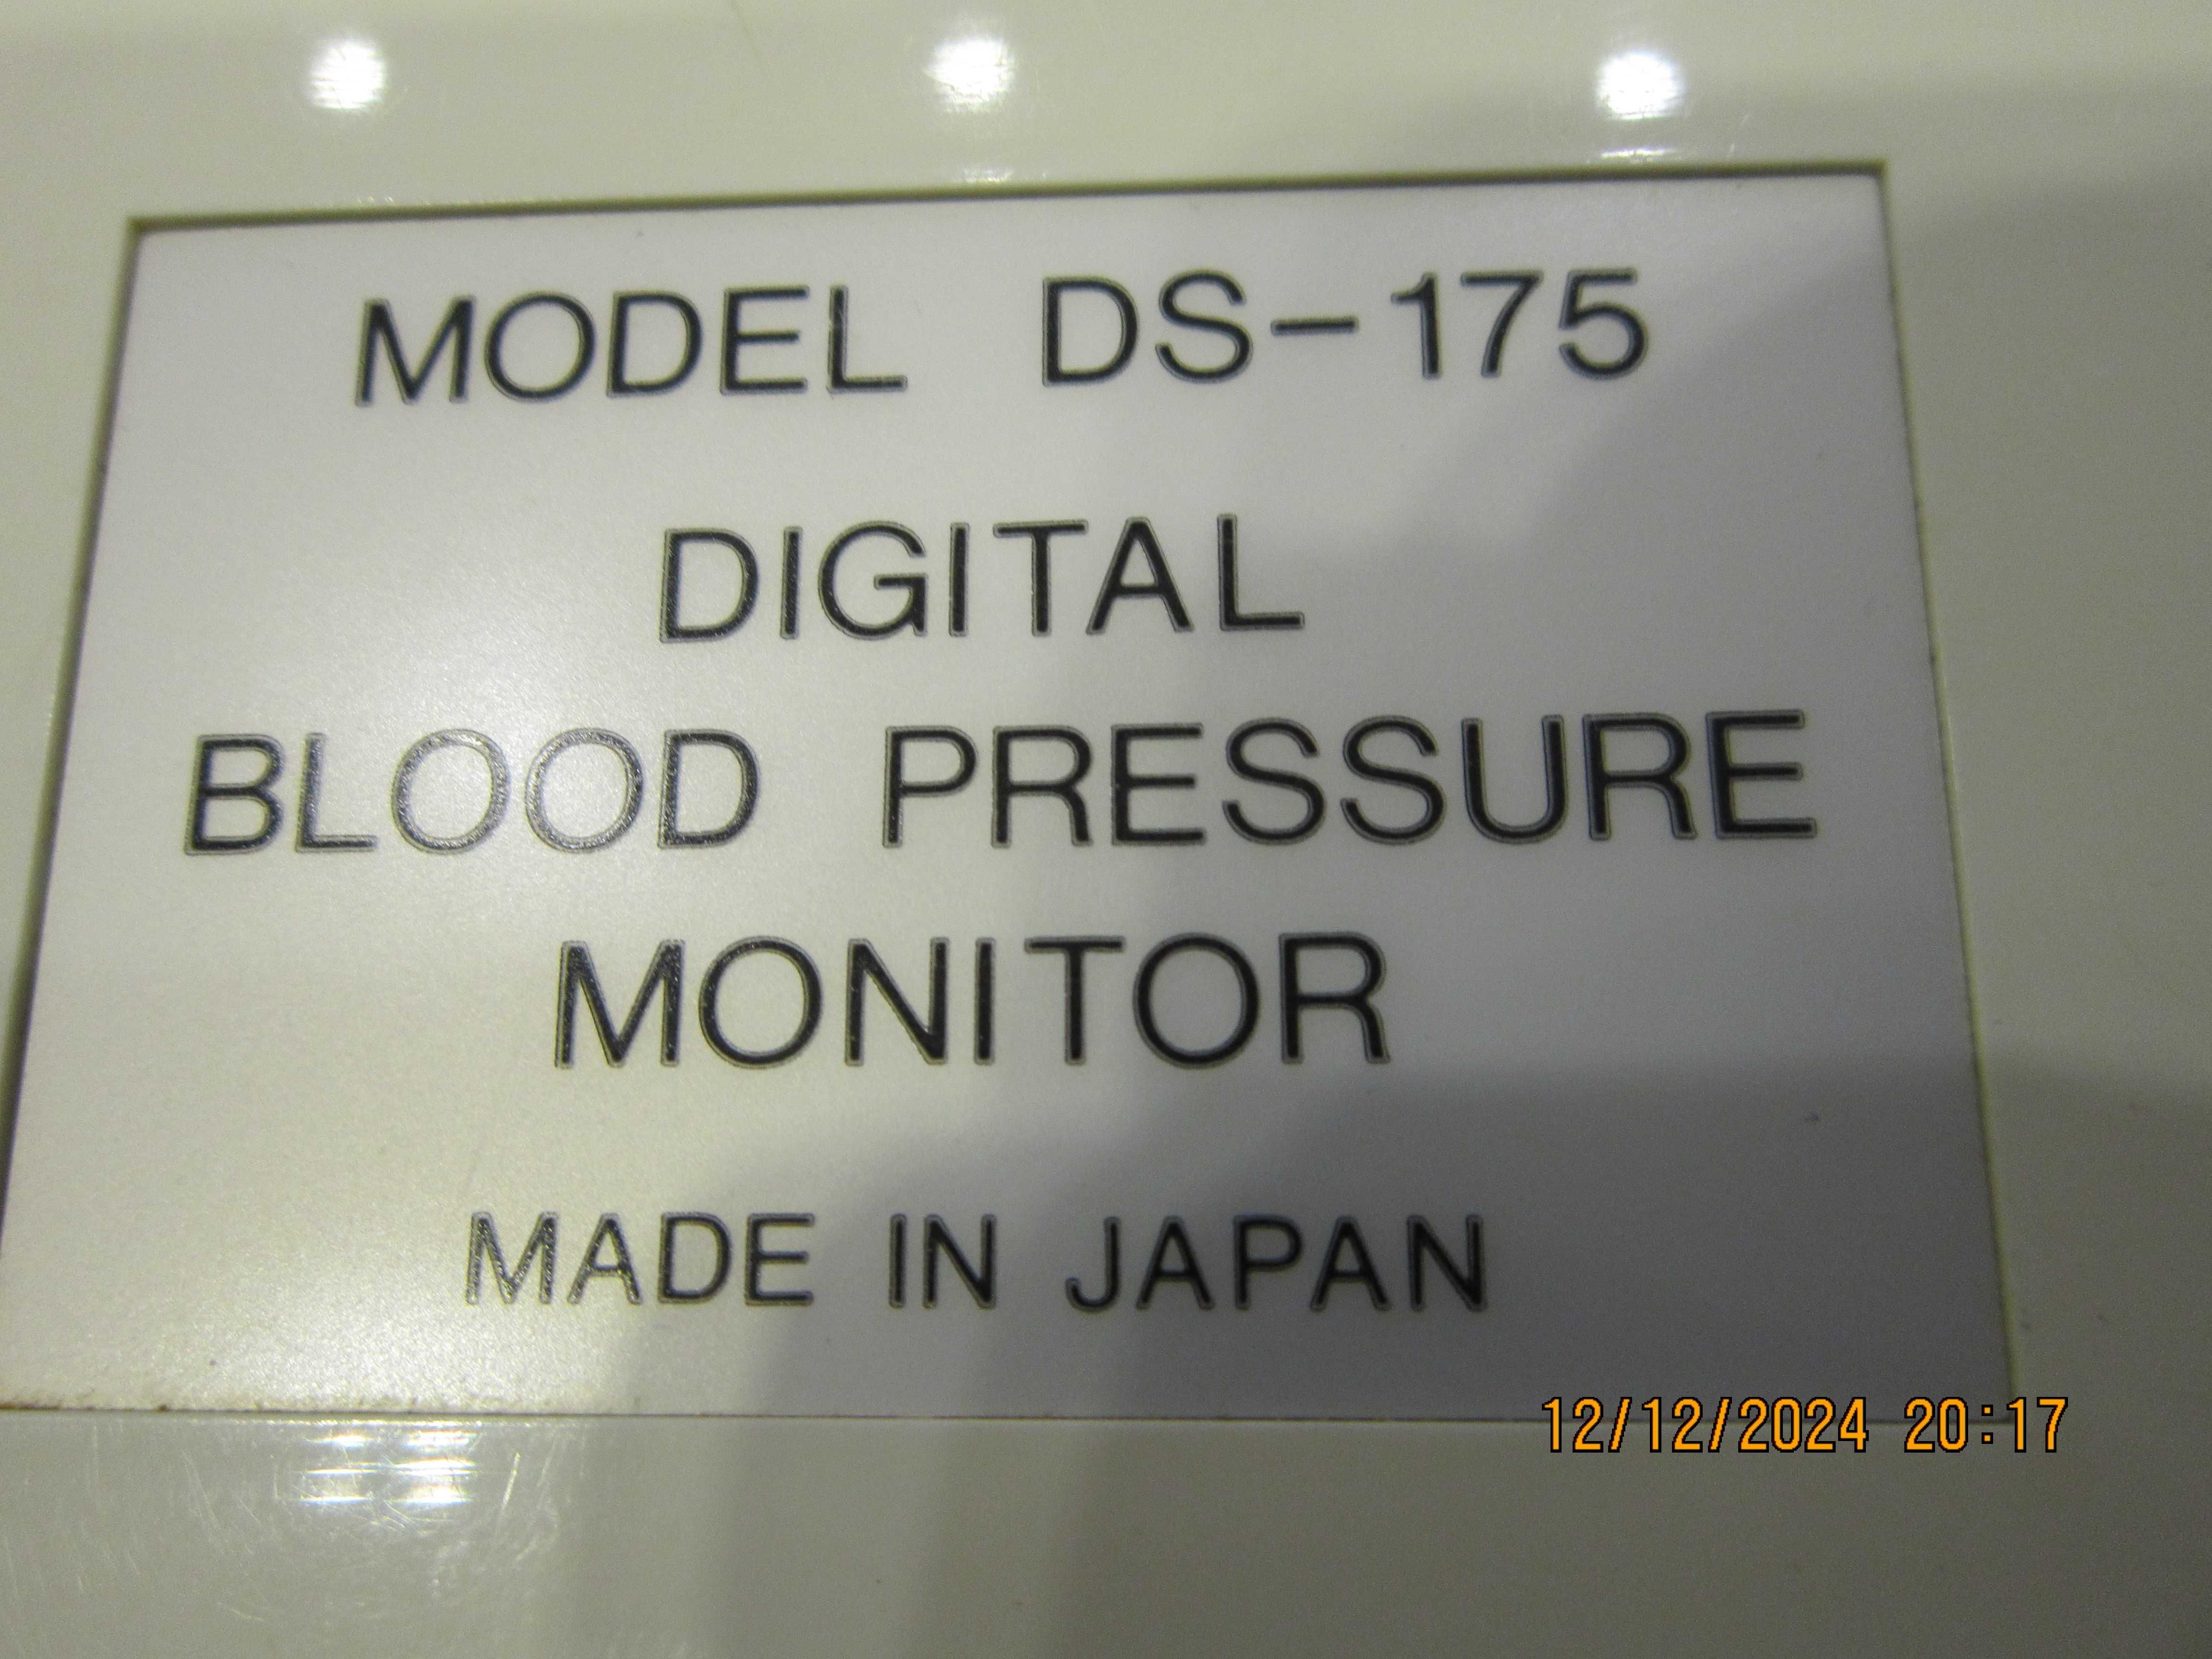 MODEL DS-175
DIGITAL
BLOOD PRESSURE
MONITOR
MADE IN JAPAN
12/12/2024 20:17